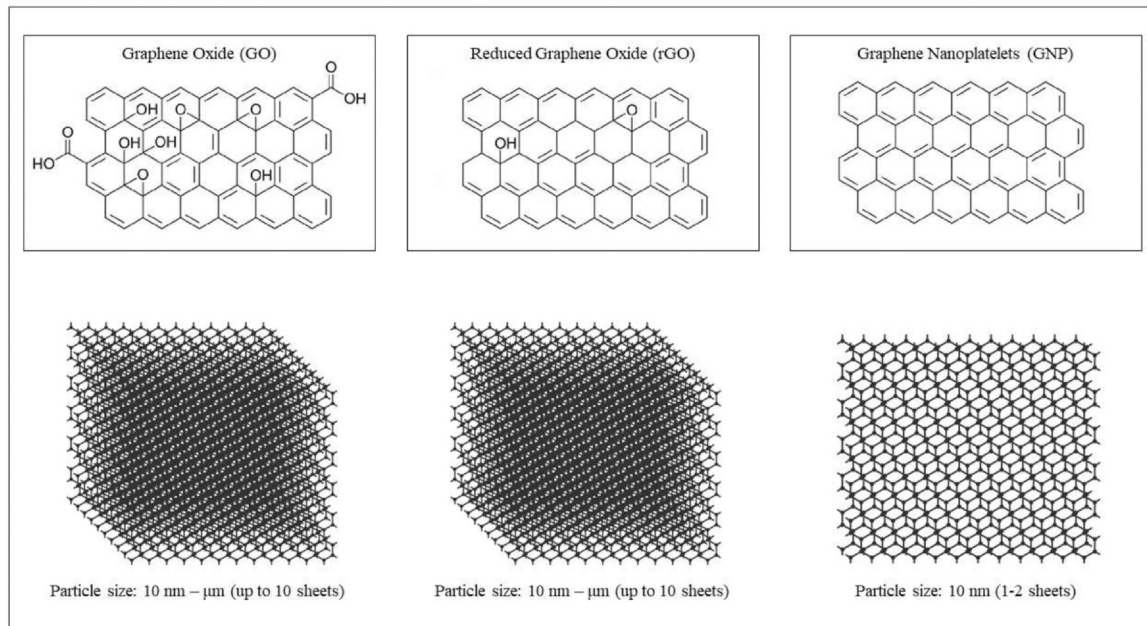 Graphene Oxide (GO)
Reduced Graphene Oxide (rGO)
Graphene Nanoplatelets (GNP)
O
OH
OH
O
O
O
OH
OH
HO
O
OH
O
OH
Particle size: 10 nm – μm (up to 10 sheets)
Particle size: 10 nm – μm (up to 10 sheets)
Particle size: 10 nm (1-2 sheets)